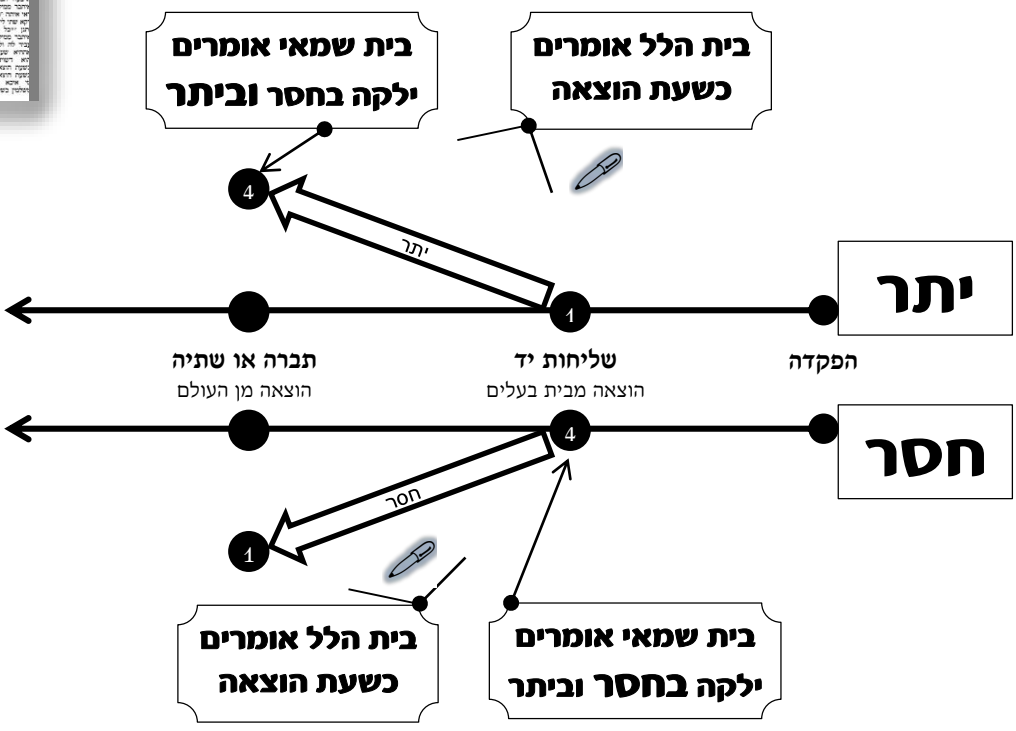 בית הלל אומרים
כשעת הוצאה
בית שמאי אומרים
ילקה בחסר וביתר
4
יתר
1
יתר
הפקדה
שליחות יד
הוצאה מבית בעלים
תברה או שתיה
הוצאה מן העולם
חסר
4
חסר
1
בית שמאי אומרים
ילקה בחסר וביתר
בית הלל אומרים
כשעת הוצאה